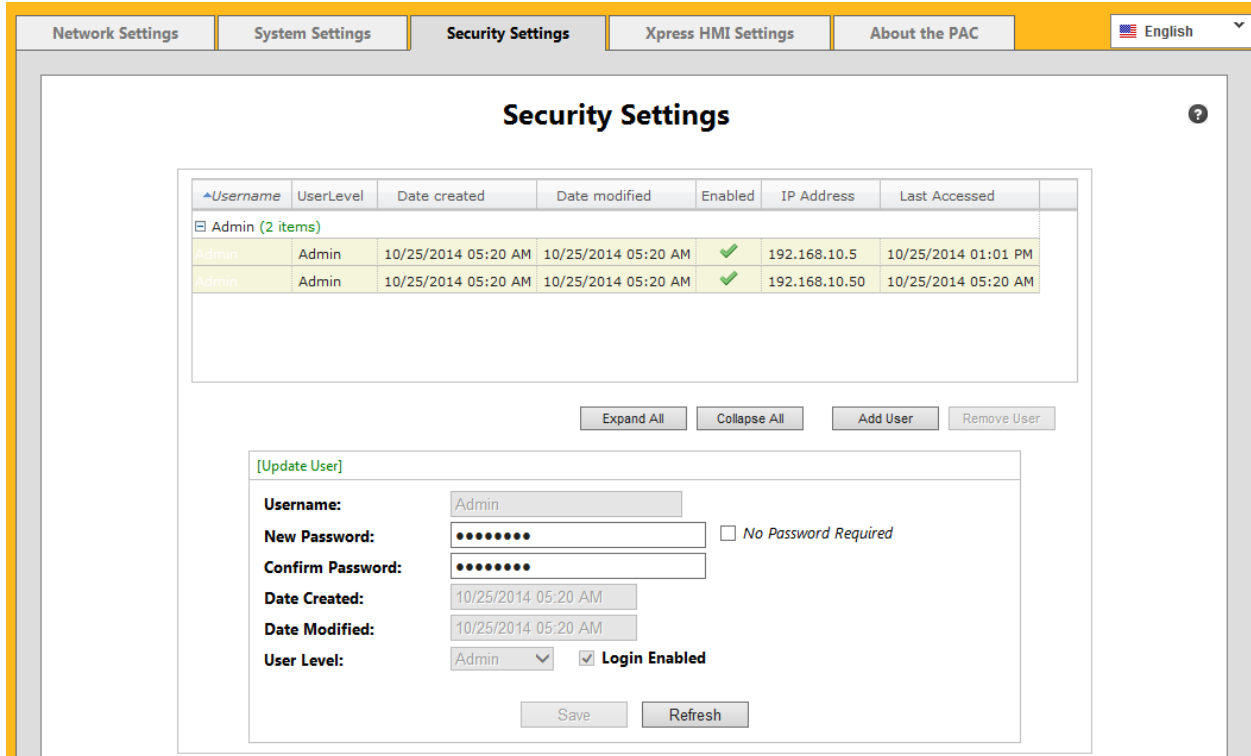 Network Settings System Settings Security Settings Xpress HMI Settings About the PAC English
Security Settings
Username UserLevel Date created Date modified Enabled IP Address Last Accessed
Admin (2 items)
Admin Admin 10/25/2014 05:20 AM 10/25/2014 05:20 AM 192.168.10.5 10/25/2014 01:01 PM
Admin Admin 10/25/2014 05:20 AM 10/25/2014 05:20 AM 192.168.10.50 10/25/2014 05:20 AM
Expand All Collapse All Add User Remove User
[Update User]
Username: Admin
New Password: •••••••• No Password Required
Confirm Password: ••••••••
Date Created: 10/25/2014 05:20 AM
Date Modified: 10/25/2014 05:20 AM
User Level: Admin Login Enabled
Save Refresh